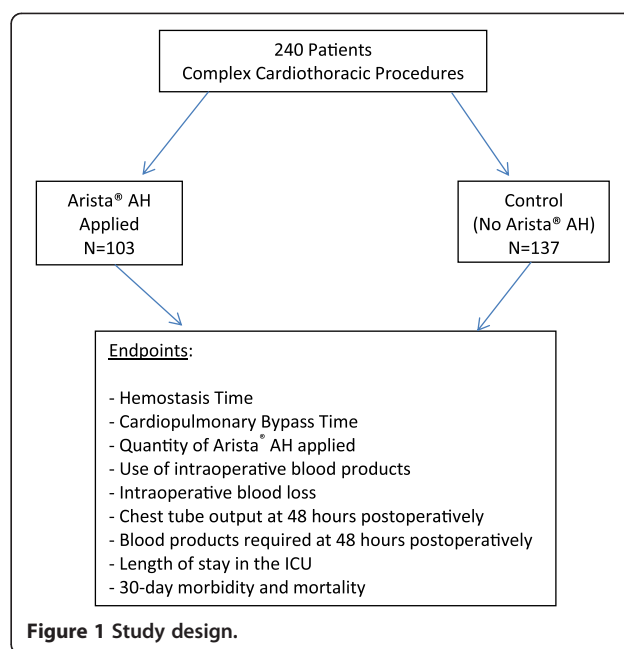 240 Patients
Complex Cardiothoracic Procedures
Arista® AH
Applied
N=103
Control
(No Arista® AH)
N=137
Endpoints:
- Hemostasis Time
- Cardiopulmonary Bypass Time
- Quantity of Arista® AH applied
- Use of intraoperative blood products
- Intraoperative blood loss
- Chest tube output at 48 hours postoperatively
- Blood products required at 48 hours postoperatively
- Length of stay in the ICU
- 30-day morbidity and mortality
Figure 1 Study design.